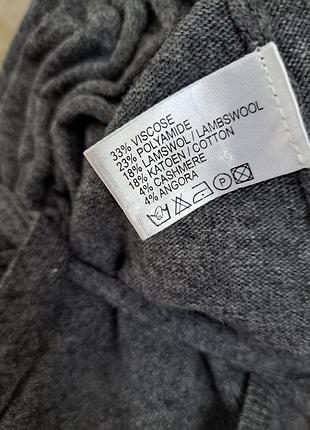 33% VISCOSE
23% POLYAMIDE
18% LAMSWOL / LAMBSWOOL
18% KATOEN / COTTON
4% CASHMERE
4% ANGORA